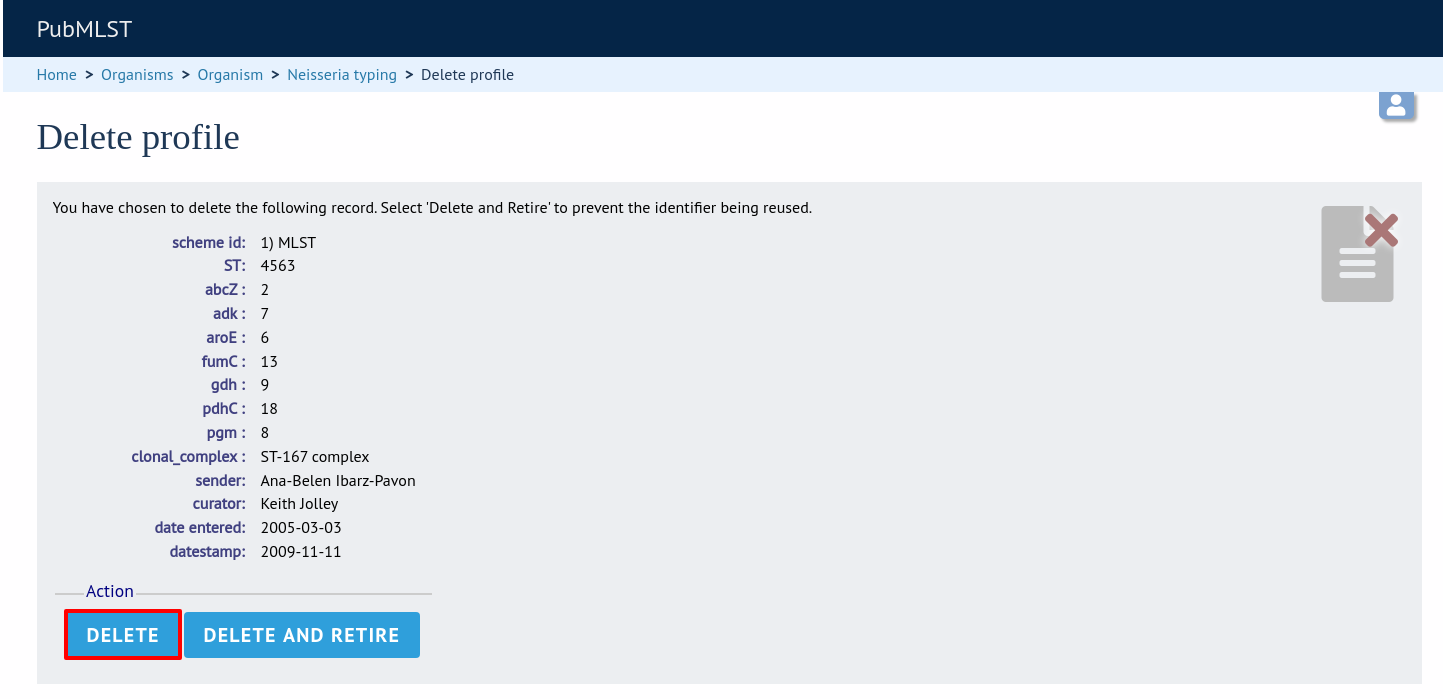 PubMLST
Home > Organisms > Organism > Neisseria typing > Delete profile
Delete profile
You have chosen to delete the following record. Select 'Delete and Retire' to prevent the identifier being reused.
scheme id: 1) MLST
ST: 4563
abcZ : 2
adk : 7
aroE : 6
fumC : 13
gdh : 9
pdhC : 18
pgm : 8
clonal_complex : ST-167 complex
sender: Ana-Belen Ibarz-Pavon
curator: Keith Jolley
date entered: 2005-03-03
datestamp: 2009-11-11
Action
DELETE DELETE AND RETIRE